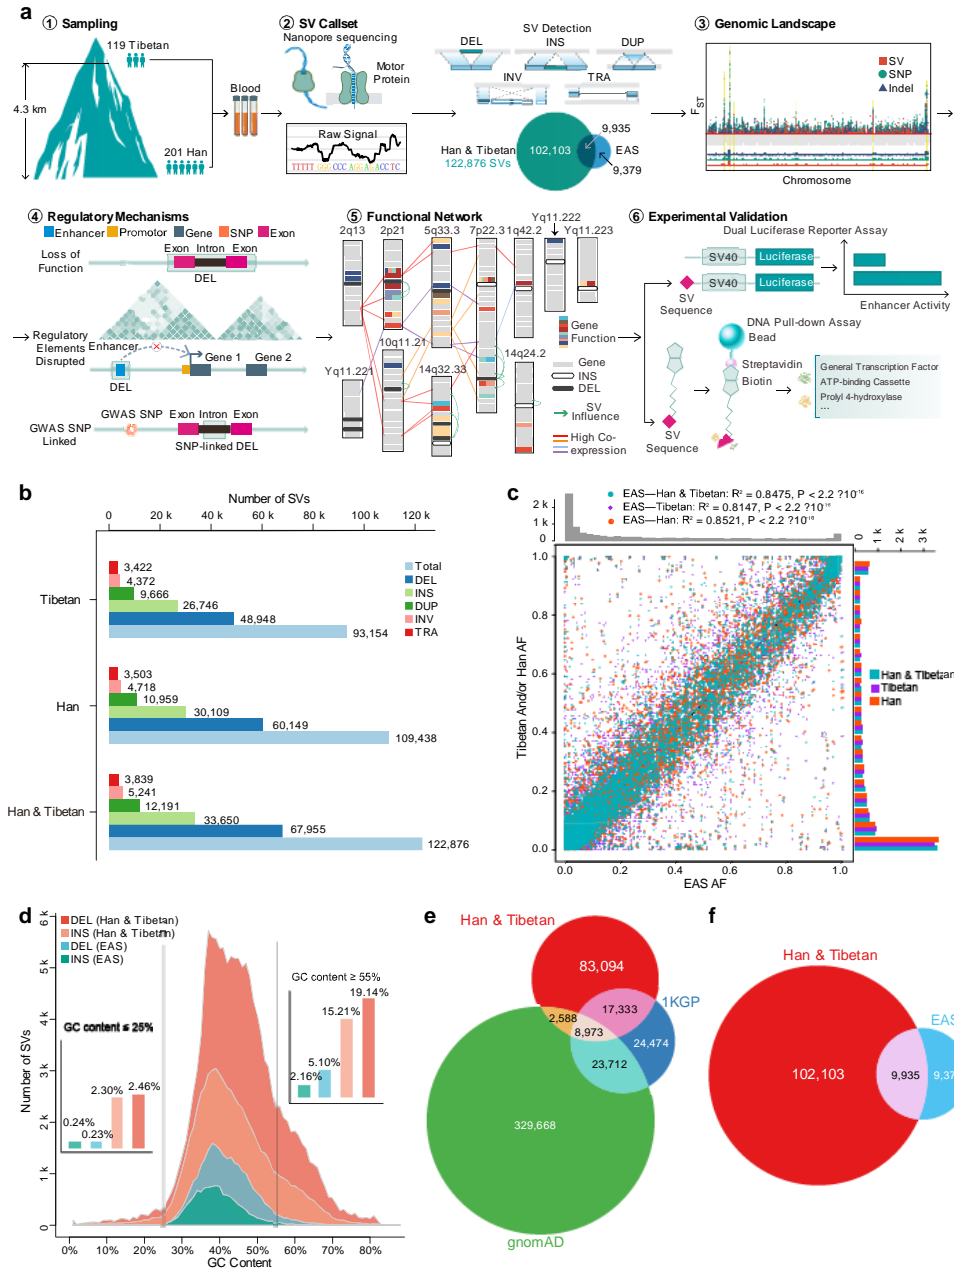 a
① Sampling
119 Tibetan
4.3 km
201 Han
Blood
② SV Callset
Nanopore sequencing
Motor
Protein
Raw Signal
TTTTT GGGCCC AGGAGACCTC
SV Detection
DEL
INS
DUP
INV
TRA
Han & Tibetan
122,876 SVs
102,103
9,935
EAS
9,379
③ Genomic Landscape
FST
SV
SNP
Indel
Chromosome
④ Regulatory Mechanisms
Enhancer
Promotor
Gene
SNP
Exon
Loss of
Function
Exon Intron Exon
DEL
Regulatory
Elements
Disrupted
Enhancer
Gene 1
Gene 2
DEL
GWAS SNP
Linked
GWAS SNP
Exon Intron Exon
SNP-linked DEL
⑤ Functional Network
2q13
2p21
5q33.3
7p22.3
1q42.2
Yq11.222
Yq11.223
10q11.21
Yq11.221
14q32.33
14q24.2
Gene
Function
Gene
INS
DEL
SV
Influence
High Co-
expression
⑥ Experimental Validation
Dual Luciferase Reporter Assay
SV40
Luciferase
SV40
Luciferase
SV
Sequence
Enhancer Activity
DNA Pull-down Assay
Bead
Streptavidin
Biotin
SV
Sequence
General Transcription Factor
ATP-binding Cassette
Prolyl 4-hydroxylase
...
b
Number of SVs
0
20 k
40 k
60 k
80 k
100 k
120 k
Tibetan
3,422
4,372
9,666
26,746
48,948
93,154
Total
DEL
INS
DUP
INV
TRA
Han
3,503
4,718
10,959
30,109
60,149
109,438
Han & Tibetan
3,839
5,241
12,191
33,650
67,955
122,876
c
EAS—Han & Tibetan: R² = 0.8475, P < 2.2 ?10⁻¹⁶
EAS—Tibetan: R² = 0.8147, P < 2.2 ?10⁻¹⁶
EAS—Han: R² = 0.8521, P < 2.2 ?10⁻¹⁶
2 k
1 k
0
0
1 k
2 k
3 k
Tibetan And/or Han AF
1.0
0.8
0.6
0.4
0.2
0.0
0.0
0.2
0.4
0.6
0.8
1.0
EAS AF
Han & Tibetan
Tibetan
Han
d
Number of SVs
6 k
5 k
4 k
3 k
2 k
1 k
0
DEL (Han & Tibetan)
INS (Han & Tibetan)
DEL (EAS)
INS (EAS)
GC content ≤ 25%
0.24%
0.23%
2.30%
2.46%
GC content ≥ 55%
2.16%
5.10%
15.21%
19.14%
0%
10%
20%
30%
40%
50%
60%
70%
80%
GC Content
e
Han & Tibetan
83,094
1KGP
17,333
2,588
8,973
24,474
23,712
329,668
gnomAD
f
Han & Tibetan
EAS
102,103
9,935
9,37